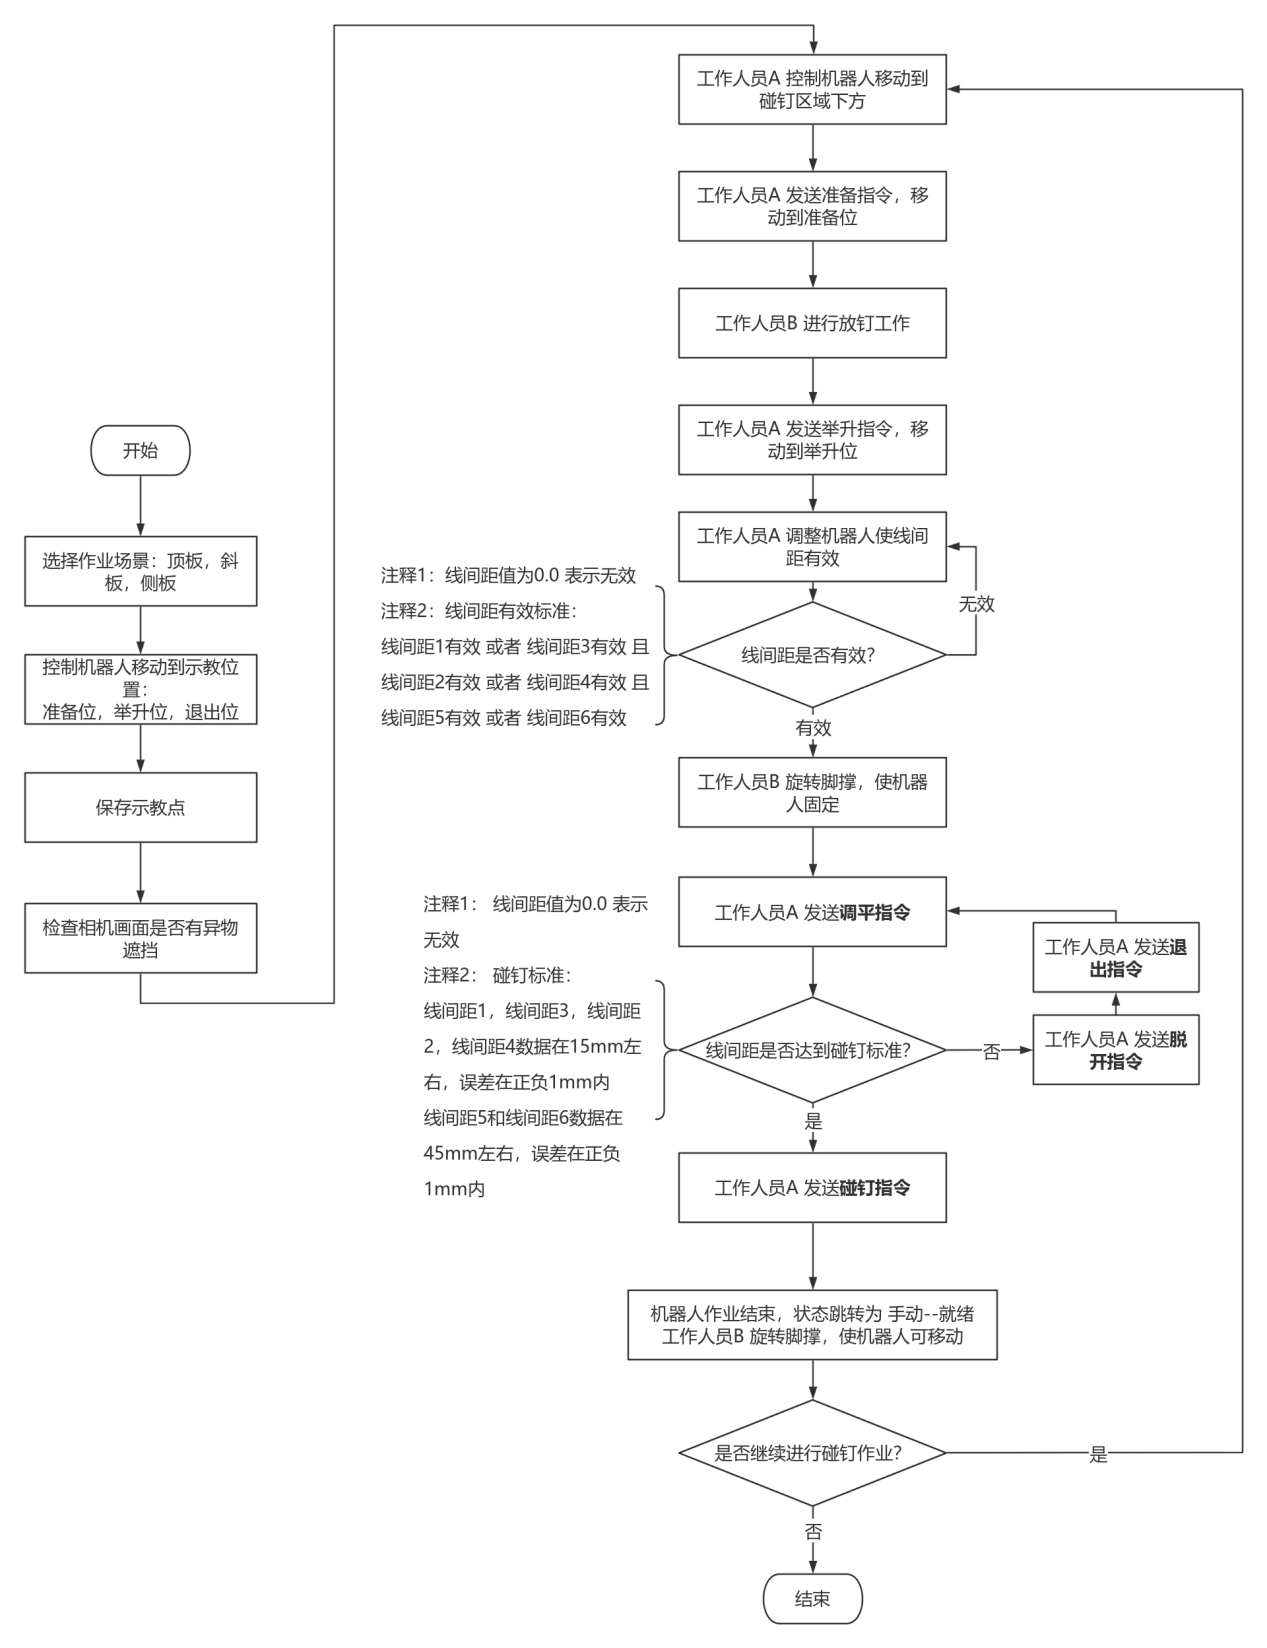 开始
选择作业场景：顶板，斜
板，侧板
控制机器人移动到示教位
置：
准备位，举升位，退出位
保存示教点
检查相机画面是否有异物
遮挡
工作人员A 控制机器人移动到
碰钉区域下方
工作人员A 发送准备指令，移
动到准备位
工作人员B 进行放钉工作
工作人员A 发送举升指令，移
动到举升位
工作人员A 调整机器人使线间
距有效
无效
注释1：线间距值为0.0 表示无效
注释2：线间距有效标准：
线间距1有效 或者 线间距3有效 且
线间距2有效 或者 线间距4有效 且
线间距5有效 或者 线间距6有效
线间距是否有效？
有效
工作人员B 旋转脚撑，使机器
人固定
工作人员A 发送调平指令
工作人员A 发送退
出指令
工作人员A 发送脱
开指令
注释1： 线间距值为0.0 表示
无效
注释2： 碰钉标准：
线间距1，线间距3，线间距
2，线间距4数据在15mm左
右，误差在正负1mm内
线间距5和线间距6数据在
45mm左右，误差在正负
1mm内
线间距是否达到碰钉标准？
否
是
工作人员A 发送碰钉指令
机器人作业结束，状态跳转为 手动--就绪
工作人员B 旋转脚撑，使机器人可移动
是否继续进行碰钉作业？
是
否
结束